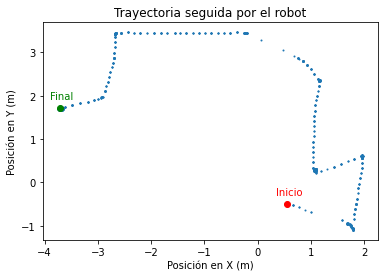 Trayectoria seguida por el robot
Posición en Y (m)
3
2
1
0
−1
Final
Inicio
−4
−3
−2
−1
0
1
2
Posición en X (m)